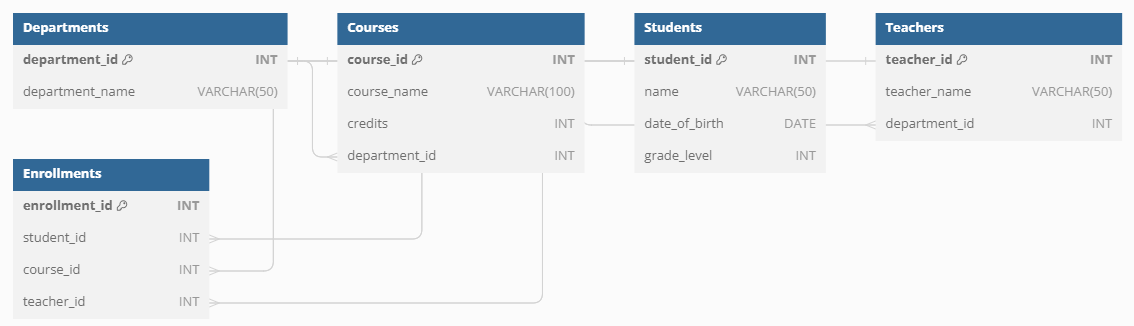 Departments
department_id INT
department_name VARCHAR(50)
Courses
course_id INT
course_name VARCHAR(100)
credits INT
department_id INT
Students
student_id INT
name VARCHAR(50)
date_of_birth DATE
grade_level INT
Teachers
teacher_id INT
teacher_name VARCHAR(50)
department_id INT
Enrollments
enrollment_id INT
student_id INT
course_id INT
teacher_id INT